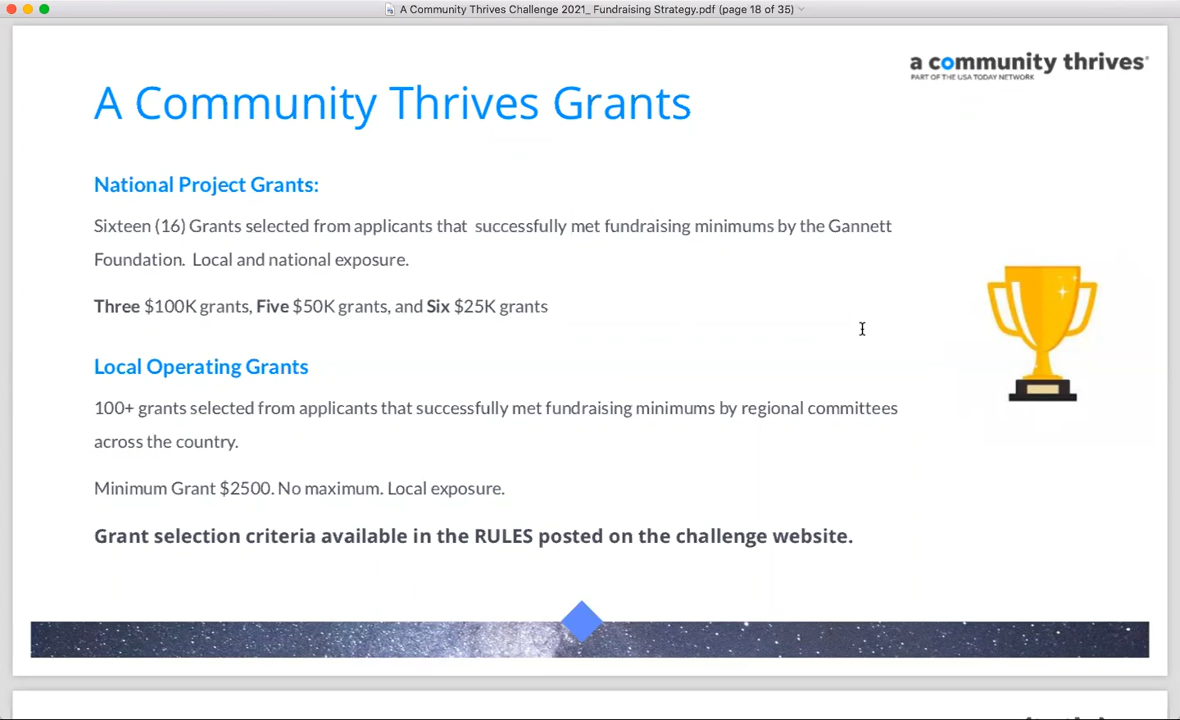 A Community Thrives Challenge 2021_ Fundraising Strategy.pdf (page 18 of 35)
a community thrives®
PART OF THE USA TODAY NETWORK
A Community Thrives Grants
National Project Grants:
Sixteen (16) Grants selected from applicants that  successfully met fundraising minimums by the Gannett
Foundation.  Local and national exposure.
Three $100K grants, Five $50K grants, and Six $25K grants
Local Operating Grants
100+ grants selected from applicants that successfully met fundraising minimums by regional committees
across the country.
Minimum Grant $2500. No maximum. Local exposure.
Grant selection criteria available in the RULES posted on the challenge website.